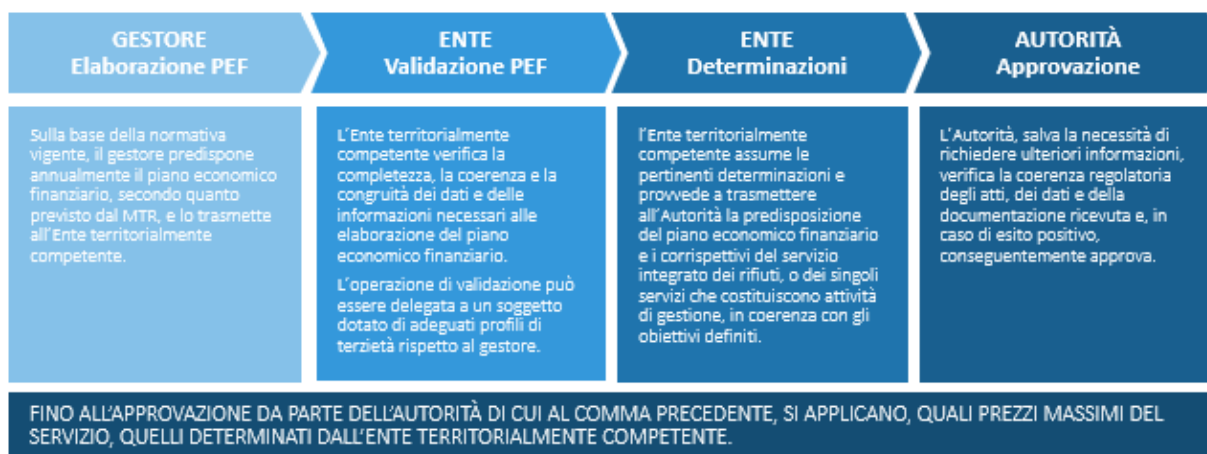 GESTORE
Elaborazione PEF
ENTE
Validazione PEF
ENTE
Determinazioni
AUTORITÀ
Approvazione
Sulla base della normativa
vigente, il gestore predispone
annualmente il piano economico
finanziario, secondo quanto
previsto dal MTR, e lo trasmette
all'Ente territorialmente
competente.
L'Ente territorialmente
competente verifica la
completezza, la coerenza e la
congruità dei dati e delle
informazioni necessari alle
elaborazione del piano
economico finanziario.
L'operazione di validazione può
essere delegata a un soggetto
dotato di adeguati profili di
terzietà rispetto al gestore.
l'Ente territorialmente
competente assume le
pertinenti determinazioni e
provvede a trasmettere
all'Autorità la predisposizione
del piano economico finanziario
e i corrispettivi del servizio
integrato dei rifiuti, o dei singoli
servizi che costituiscono attività
di gestione, in coerenza con gli
obiettivi definiti.
L'Autorità, salva la necessità di
richiedere ulteriori informazioni,
verifica la coerenza regolatoria
degli atti, dei dati e della
documentazione ricevuta e, in
caso di esito positivo,
conseguentemente approva.
FINO ALL'APPROVAZIONE DA PARTE DELL'AUTORITÀ DI CUI AL COMMA PRECEDENTE, SI APPLICANO, QUALI PREZZI MASSIMI DEL
SERVIZIO, QUELLI DETERMINATI DALL'ENTE TERRITORIALMENTE COMPETENTE.